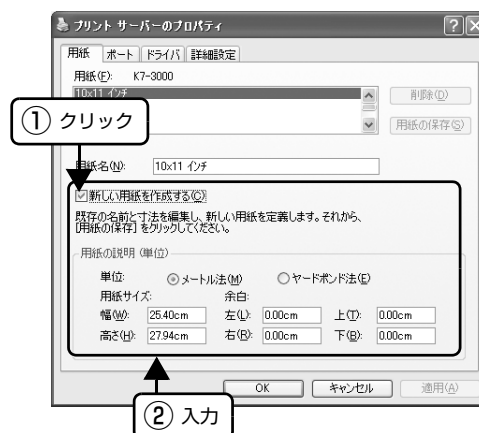 プリント サーバーのプロパティ
用紙 ポート ドライバ 詳細設定
用紙(F): K7-3000
10x11 インチ
削除(D)
① クリック
用紙の保存(S)
用紙名(N): 10x11 インチ
新しい用紙を作成する(C)
既存の名前と寸法を編集し、新しい用紙を定義します。それから、
[用紙の保存] をクリックしてください。
用紙の説明 (単位)
単位: メートル法(M) ヤードポンド法(E)
用紙サイズ: 余白:
幅(W): 25.40cm 左(L): 0.00cm 上(T): 0.00cm
高さ(H): 27.94cm 右(R): 0.00cm 下(B): 0.00cm
OK キャンセル 適用(A)
② 入力